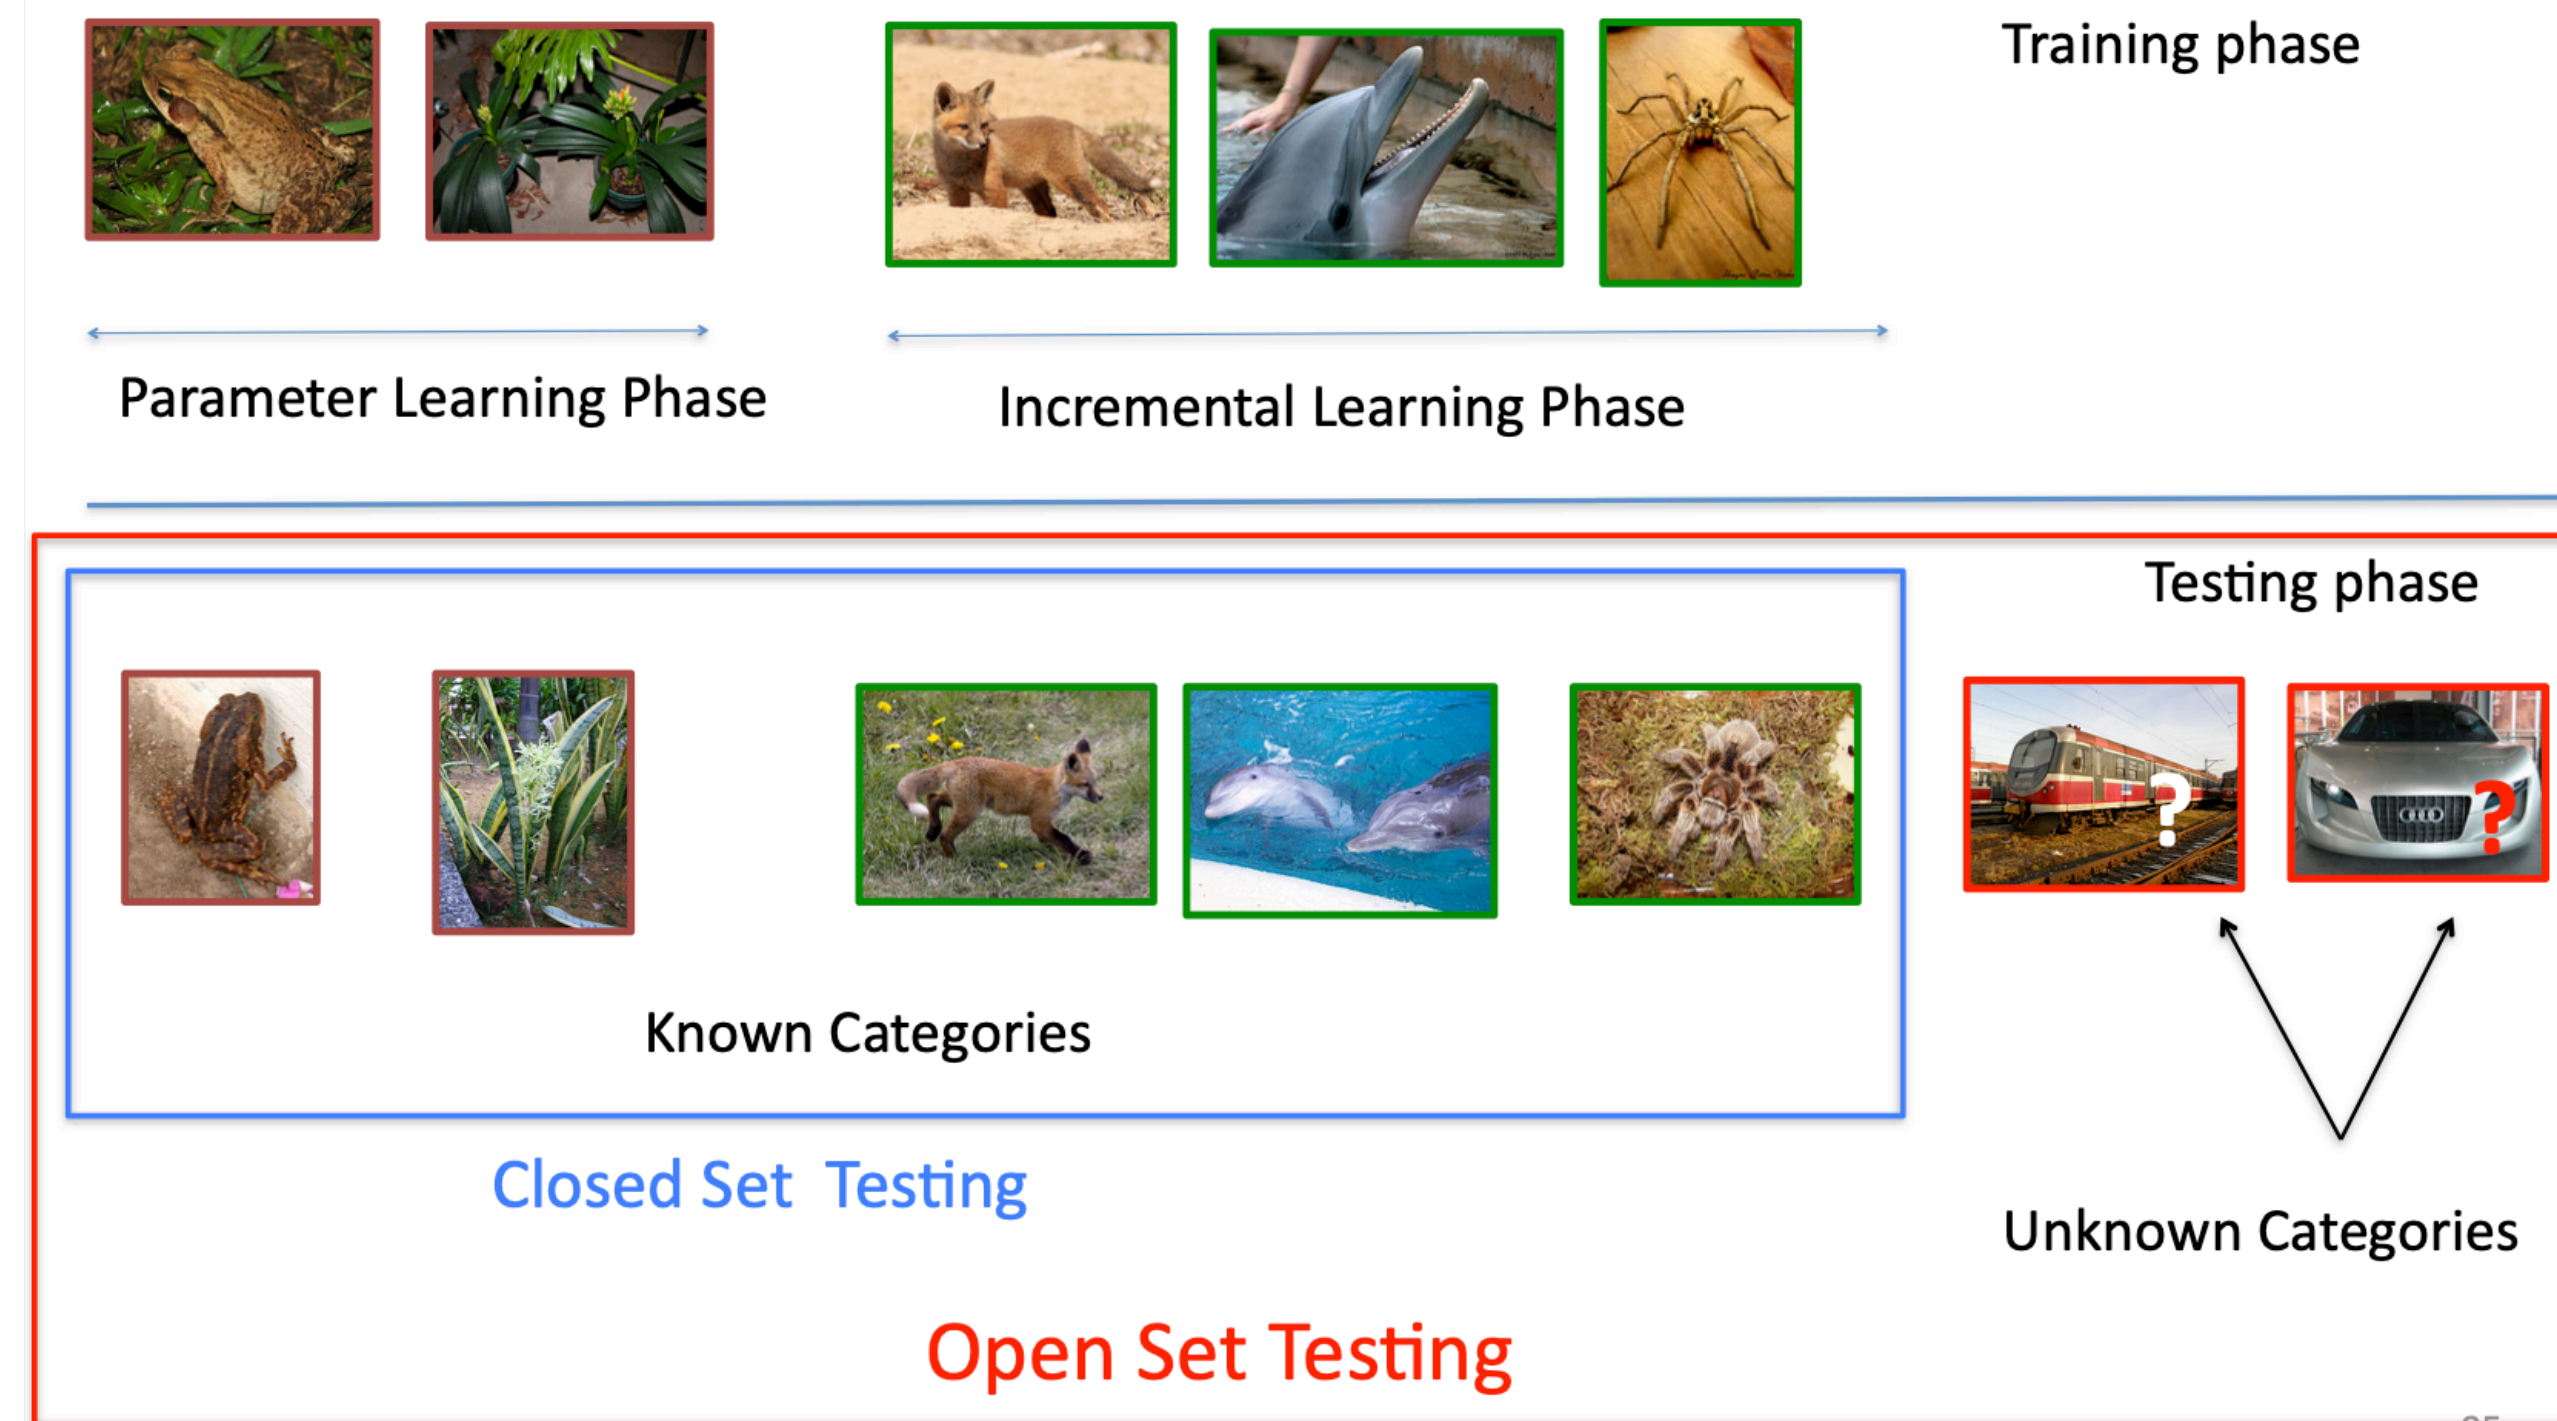 Training phase
Parameter Learning Phase
Incremental Learning Phase
Testing phase
?
?
Known Categories
Closed Set Testing
Unknown Categories
Open Set Testing